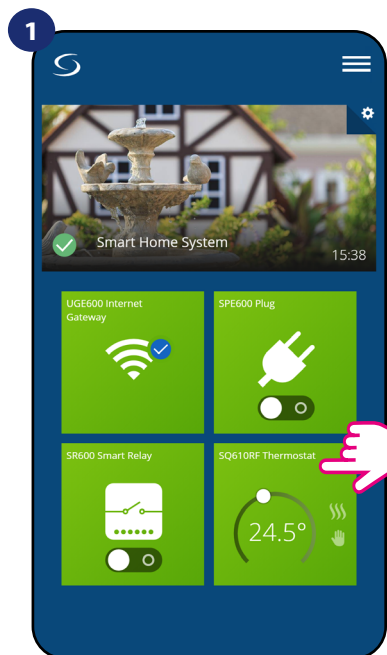 1
Smart Home System
15:38
UGE600 Internet
Gateway
SPE600 Plug
SR600 Smart Relay
SQ610RF Thermostat
24.5°